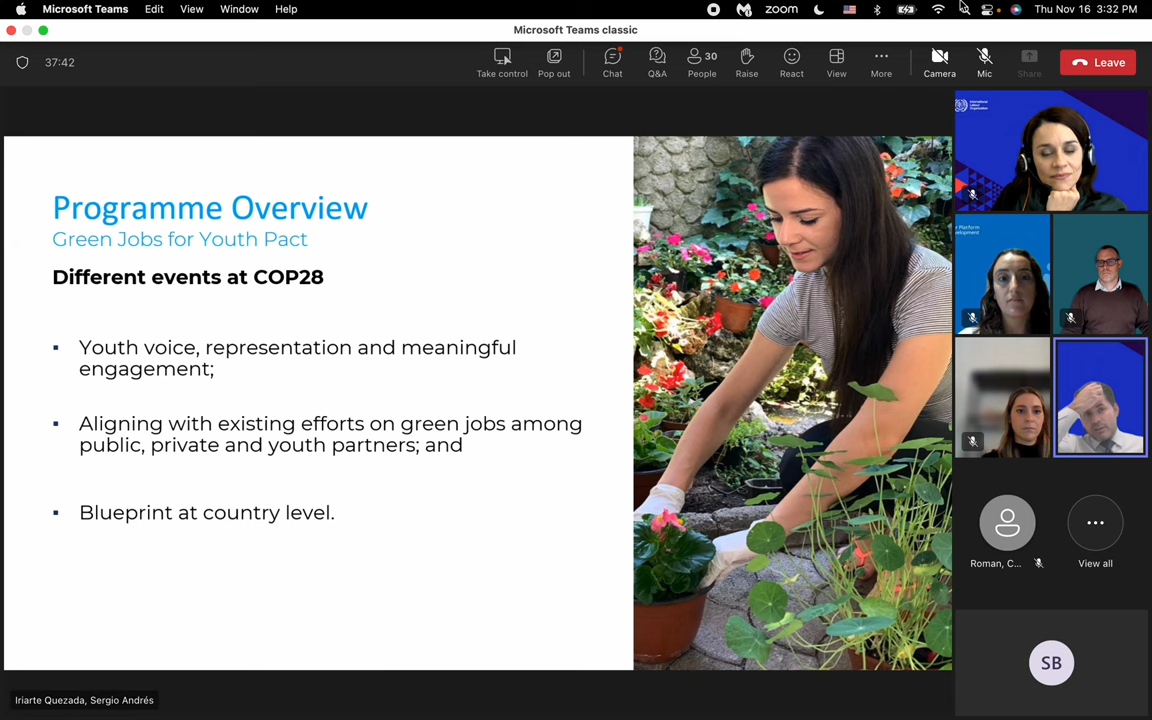 Microsoft Teams Edit View Window Help
zoom
Thu Nov 16 3:32 PM
Microsoft Teams classic
37:42
Take control
Pop out
Chat
Q&A
30
People
Raise
React
View
More
Camera
Mic
Share
Leave
Programme Overview
Green Jobs for Youth Pact
Different events at COP28
▪ Youth voice, representation and meaningful
engagement;
▪ Aligning with existing efforts on green jobs among
public, private and youth partners; and
▪ Blueprint at country level.
International
Labour
Organization
Platform
Roman, C...
View all
SB
Iriarte Quezada, Sergio Andrés